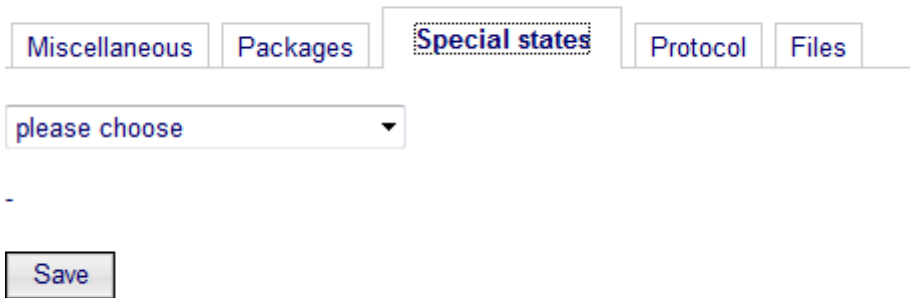 Miscellaneous Packages Special states Protocol Files
please choose
-
Save